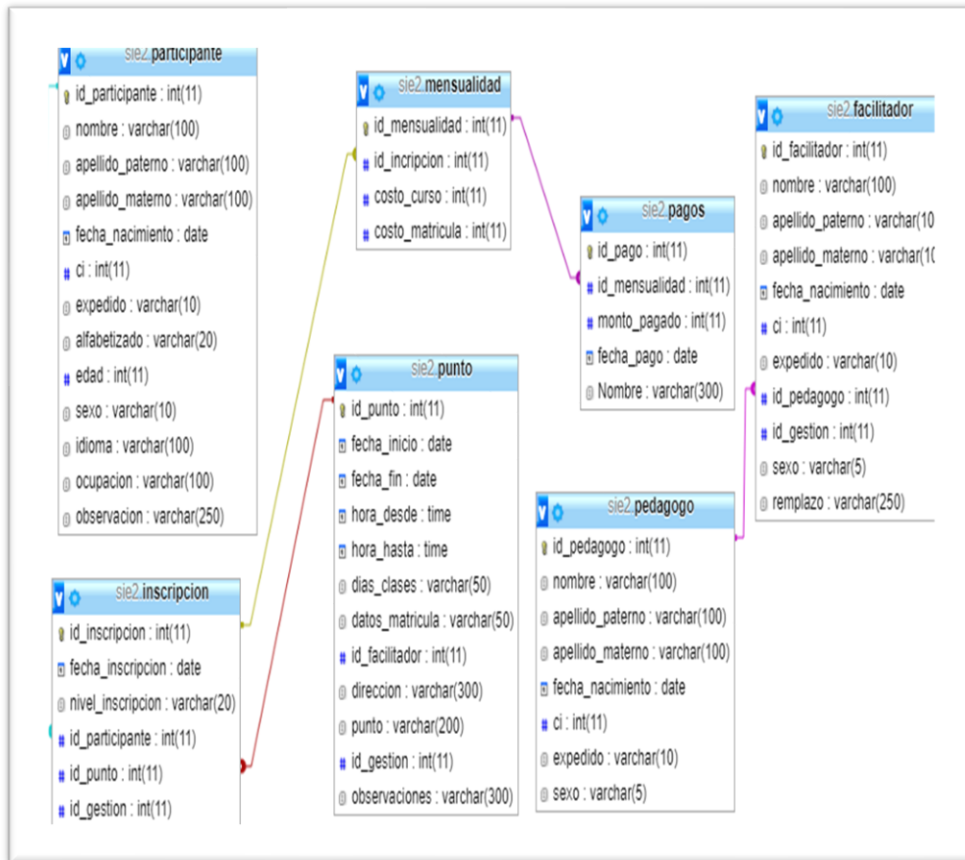 sie2.participante
id_participante : int(11)
nombre : varchar(100)
apellido_paterno : varchar(100)
apellido_materno : varchar(100)
fecha_nacimiento : date
ci : int(11)
expedido : varchar(10)
alfabetizado : varchar(20)
edad : int(11)
sexo : varchar(10)
idioma : varchar(100)
ocupacion : varchar(100)
observacion : varchar(250)
sie2.mensualidad
id_mensualidad : int(11)
id_incripcion : int(11)
costo_curso : int(11)
costo_matricula : int(11)
sie2.facilitador
id_facilitador : int(11)
nombre : varchar(100)
apellido_paterno : varchar(10
apellido_materno : varchar(10
fecha_nacimiento : date
ci : int(11)
expedido : varchar(10)
id_pedagogo : int(11)
id_gestion : int(11)
sexo : varchar(5)
remplazo : varchar(250)
sie2.pagos
id_pago : int(11)
id_mensualidad : int(11)
monto_pagado : int(11)
fecha_pago : date
Nombre : varchar(300)
sie2.punto
id_punto : int(11)
fecha_inicio : date
fecha_fin : date
hora_desde : time
hora_hasta : time
dias_clases : varchar(50)
datos_matricula : varchar(50)
id_facilitador : int(11)
direccion : varchar(300)
punto : varchar(200)
id_gestion : int(11)
observaciones : varchar(300)
sie2.pedagogo
id_pedagogo : int(11)
nombre : varchar(100)
apellido_paterno : varchar(100)
apellido_materno : varchar(100)
fecha_nacimiento : date
ci : int(11)
expedido : varchar(10)
sexo : varchar(5)
sie2.inscripcion
id_inscripcion : int(11)
fecha_inscripcion : date
nivel_inscripcion : varchar(20)
id_participante : int(11)
id_punto : int(11)
id_gestion : int(11)